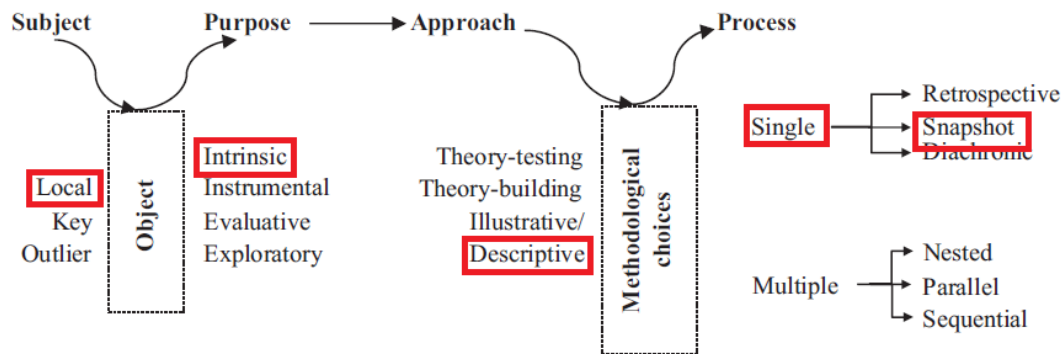 Subject
Purpose
Approach
Process
Local
Key
Outlier
Object
Intrinsic
Instrumental
Evaluative
Exploratory
Theory-testing
Theory-building
Illustrative/
Descriptive
Methodological
choices
Single
Retrospective
Snapshot
Diachronic
Multiple
Nested
Parallel
Sequential